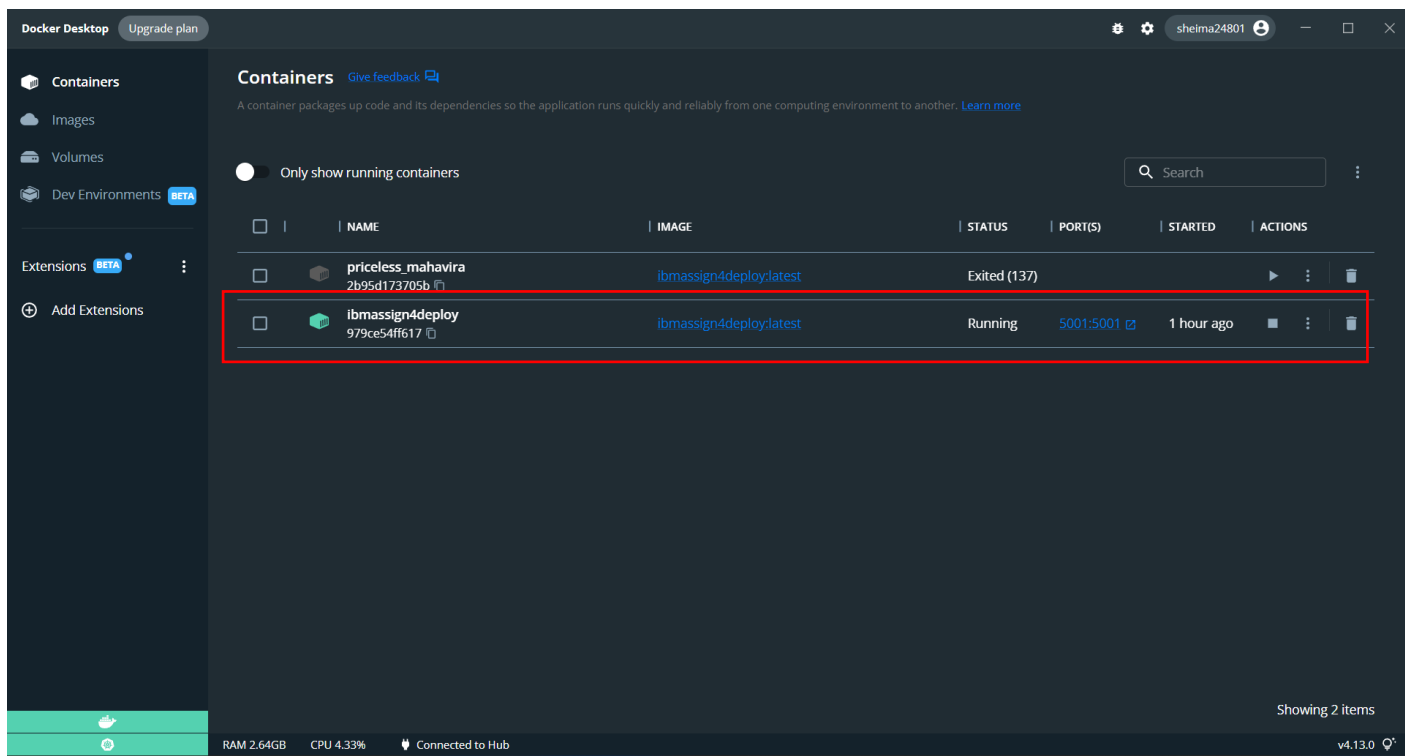 Docker Desktop Upgrade plan sheima24801
Containers
Images
Volumes
Dev Environments BETA
Extensions BETA
Add Extensions
Containers Give feedback
A container packages up code and its dependencies so the application runs quickly and reliably from one computing environment to another. Learn more
Only show running containers Search
NAME IMAGE STATUS PORT(S) STARTED ACTIONS
priceless_mahavira
2b95d173705b
ibmassign4deploy:latest Exited (137)
ibmassign4deploy
979ce54ff617
ibmassign4deploy:latest Running 5001:5001 1 hour ago
Showing 2 items
RAM 2.64GB CPU 4.33% Connected to Hub v4.13.0